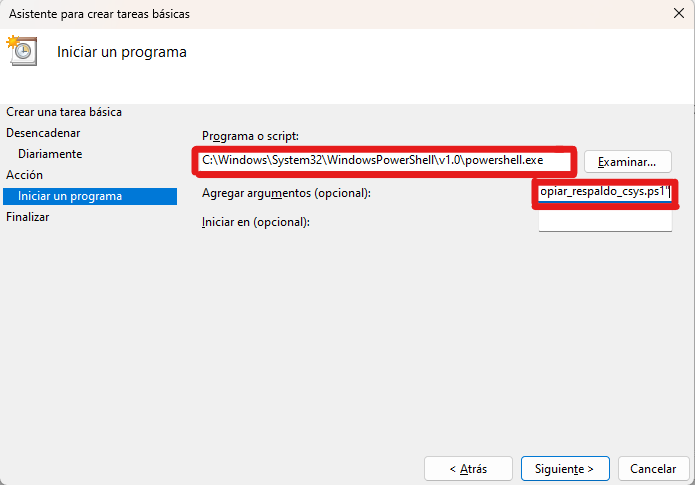 Asistente para crear tareas básicas
Iniciar un programa
Crear una tarea básica
Desencadenar
Diariamente
Acción
Iniciar un programa
Finalizar
Programa o script:
C:\Windows\System32\WindowsPowerShell\v1.0\powershell.exe
Examinar...
Agregar argumentos (opcional):
opiar_respaldo_csys.ps1"
Iniciar en (opcional):
< Atrás
Siguiente >
Cancelar